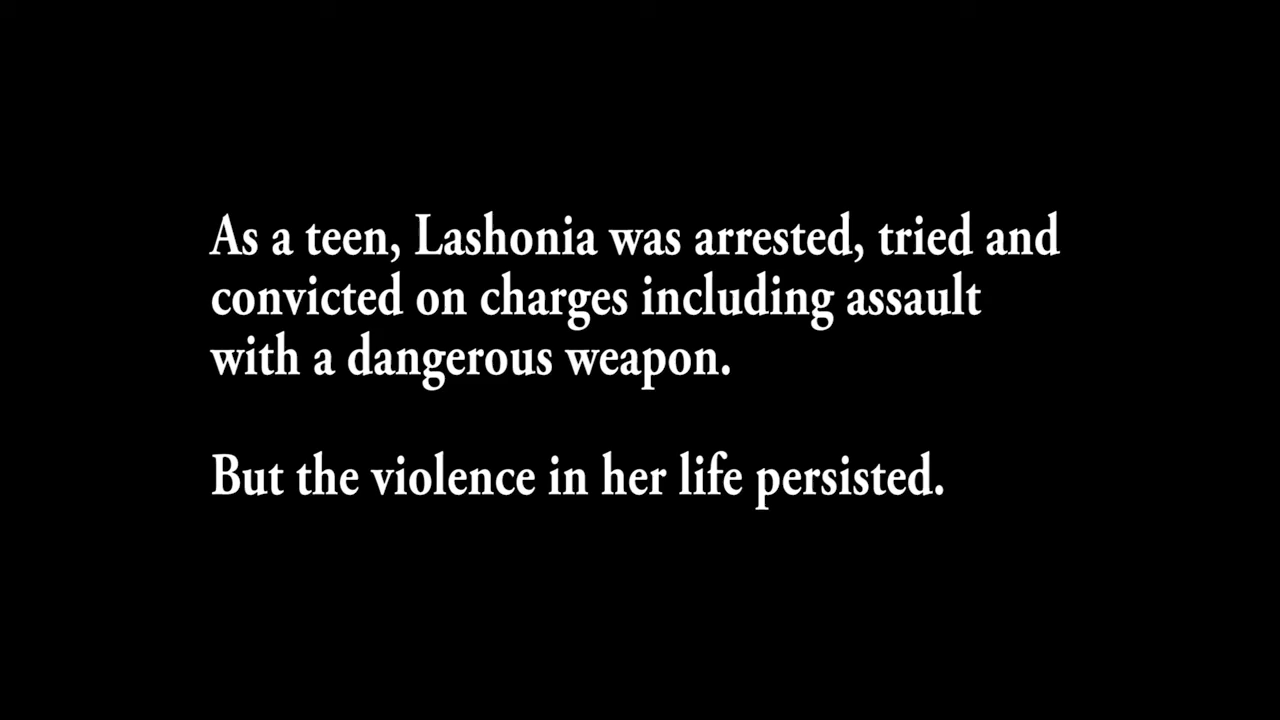 As a teen, Lashonia was arrested, tried and
convicted on charges including assault
with a dangerous weapon.
But the violence in her life persisted.